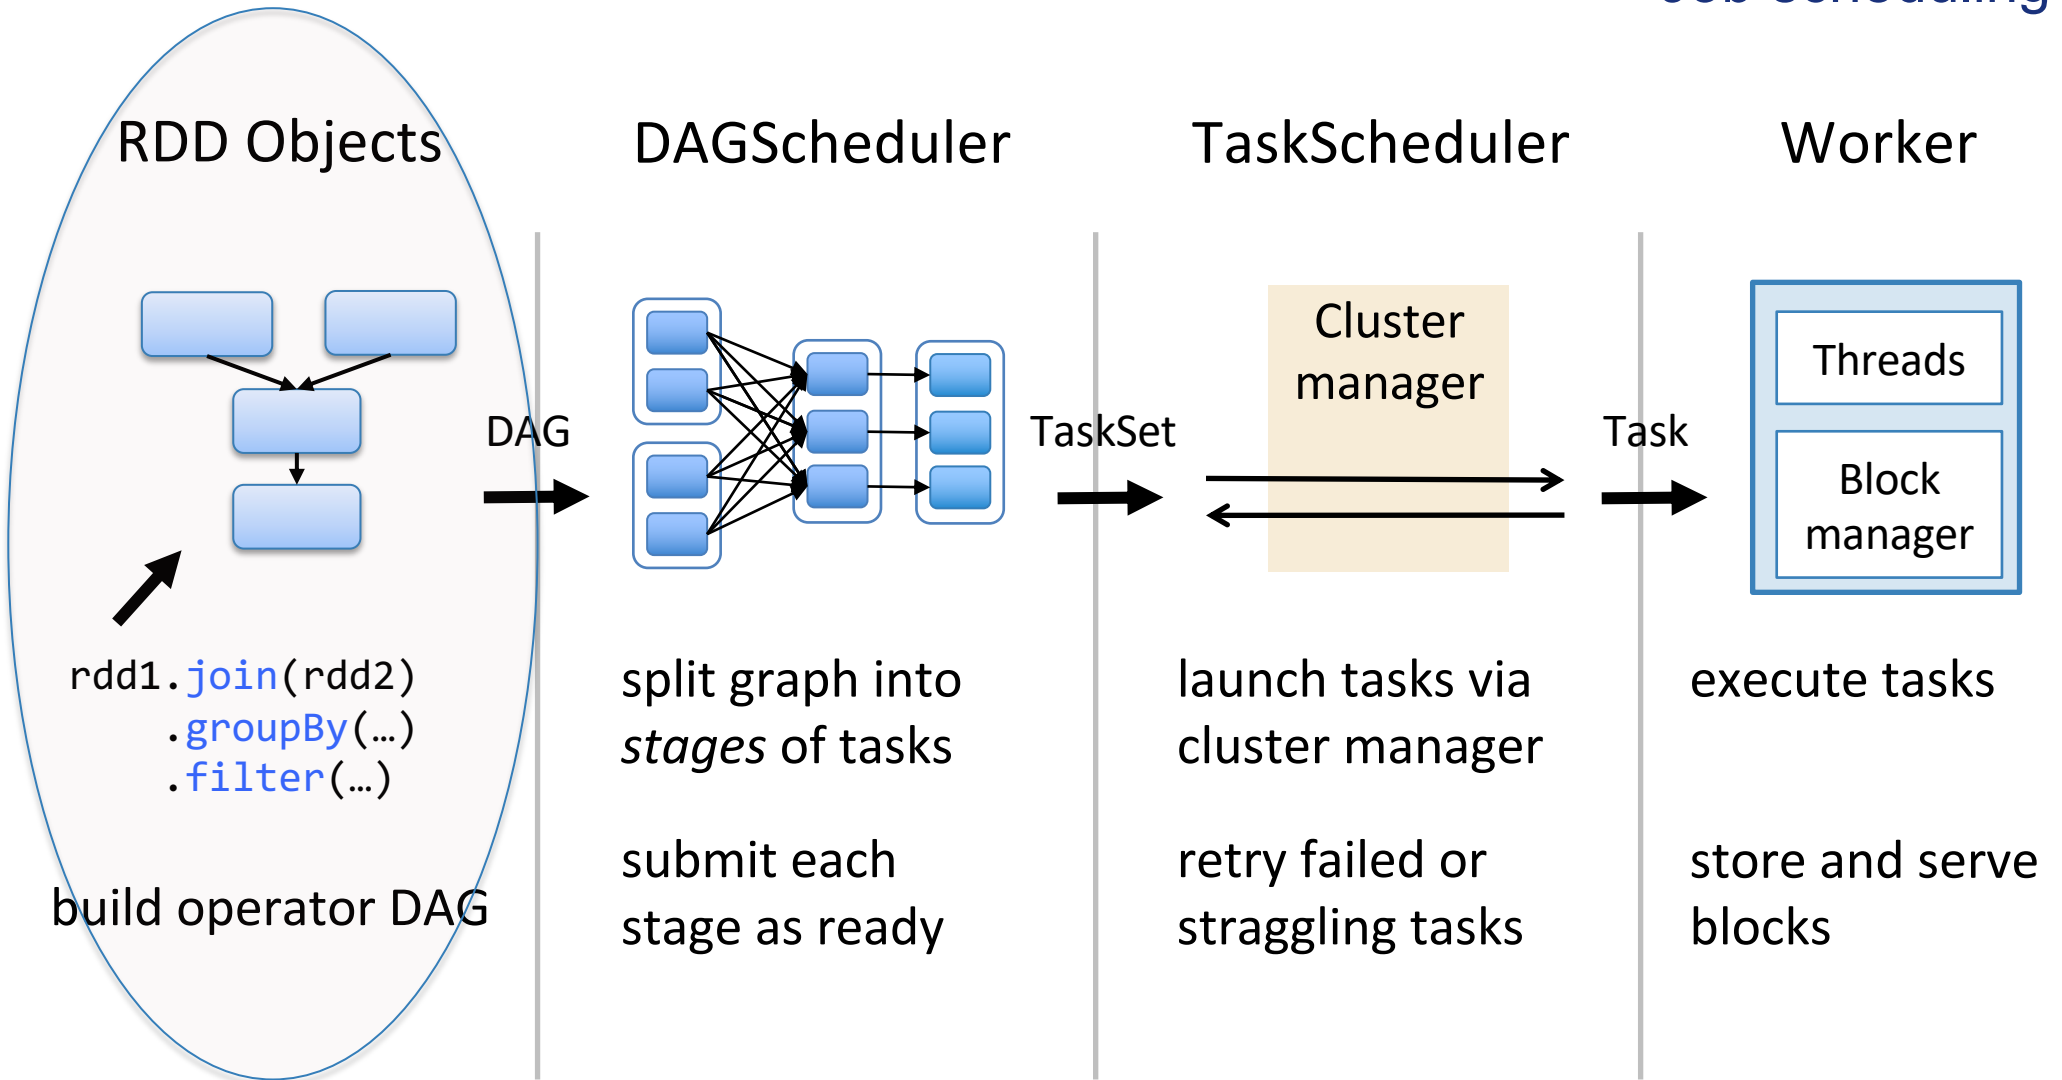 Scheduling
RDD Objects
DAGScheduler
TaskScheduler
Worker
DAG
TaskSet
Cluster
manager
Task
Threads
Block
manager
rdd1.join(rdd2)
.groupBy(…)
.filter(…)
build operator DAG
split graph into
stages of tasks
submit each
stage as ready
launch tasks via
cluster manager
retry failed or
straggling tasks
execute tasks
store and serve
blocks